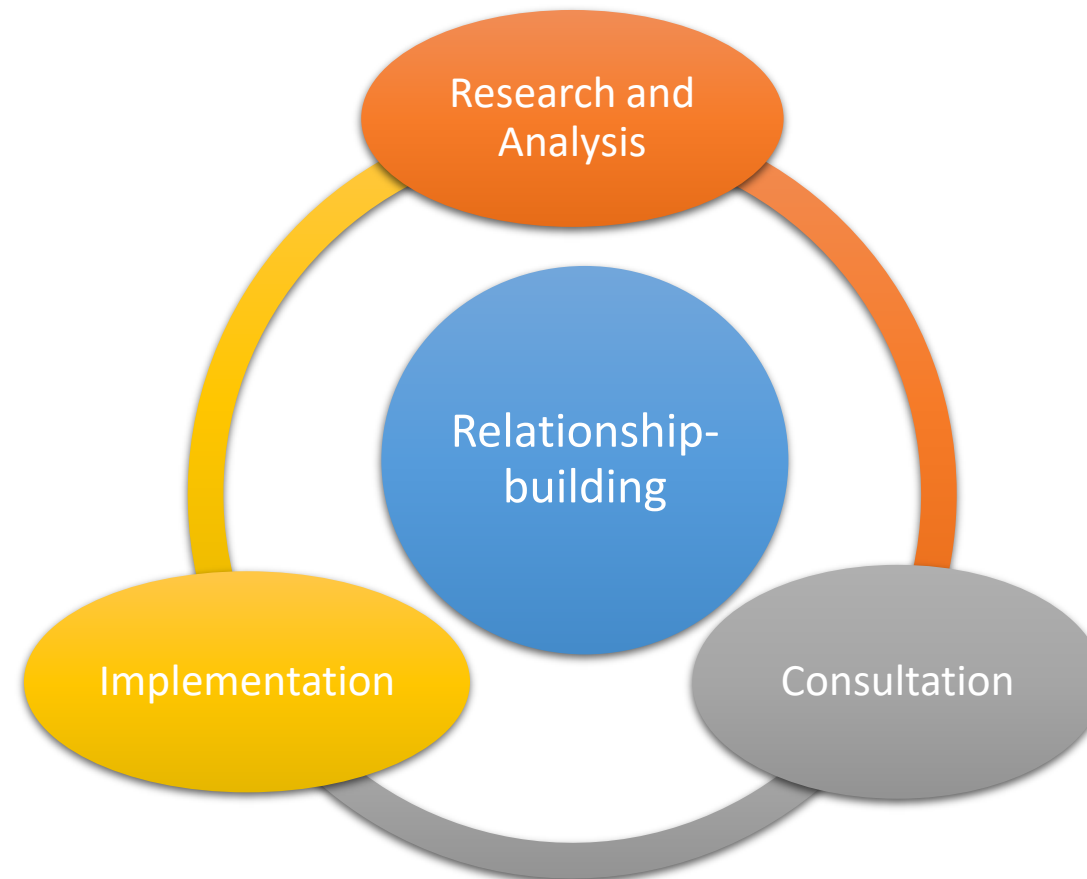 Research and
Analysis
Relationship-
building
Implementation
Consultation